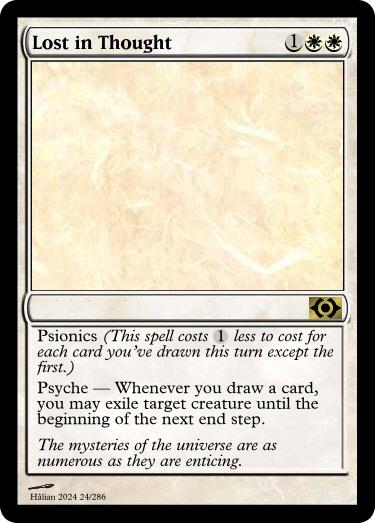 Lost in Thought 1
Psionics (This spell costs 1 less to cost for
each card you've drawn this turn except the
first.)
Psyche — Whenever you draw a card,
you may exile target creature until the
beginning of the next end step.
The mysteries of the universe are as
numerous as they are enticing.
Hålian 2024 24/286